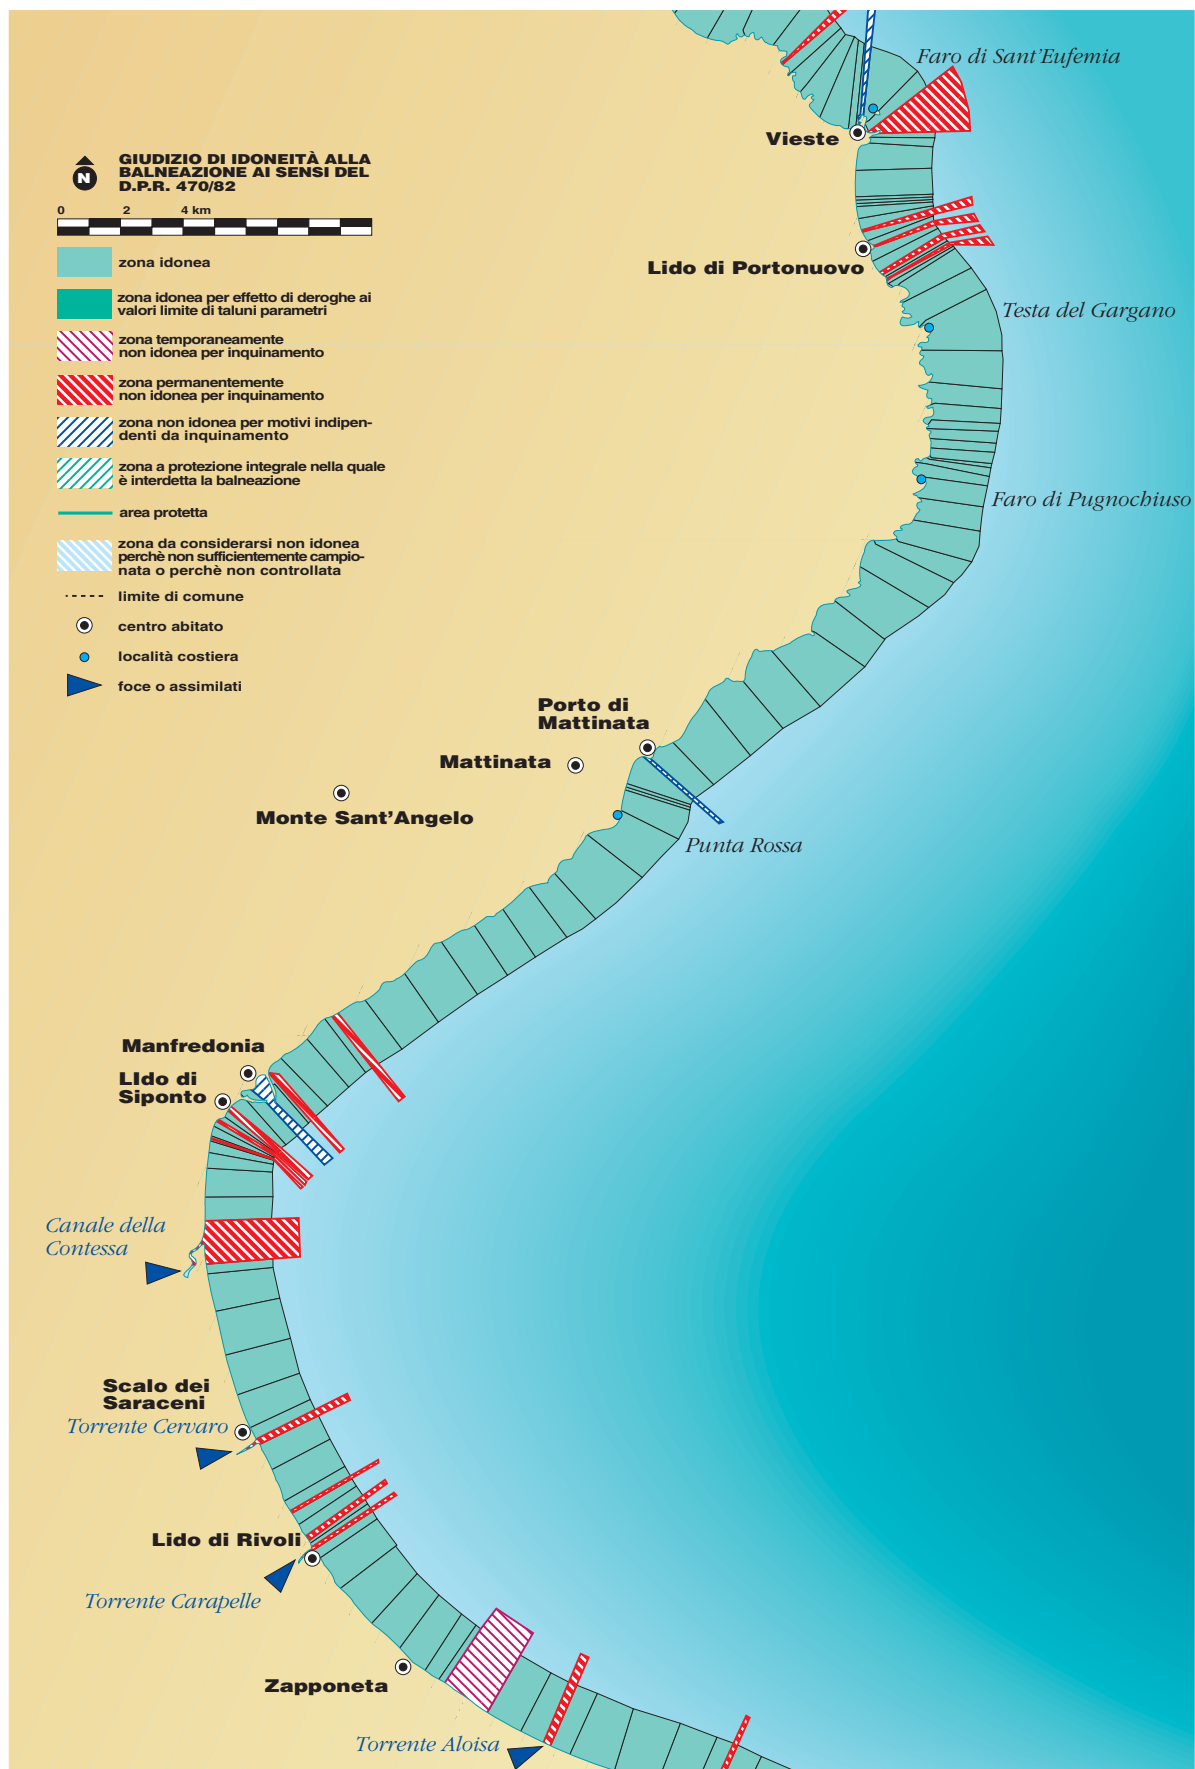 Faro di Sant'Eufemia
Vieste
N
GIUDIZIO DI IDONEITÀ ALLA
BALNEAZIONE AI SENSI DEL
D.P.R. 470/82
0 2 4 km
zona idonea
zona idonea per effetto di deroghe ai
valori limite di taluni parametri
zona temporaneamente
non idonea per inquinamento
zona permanentemente
non idonea per inquinamento
zona non idonea per motivi indipen-
denti da inquinamento
zona a protezione integrale nella quale
è interdetta la balneazione
area protetta
zona da considerarsi non idonea
perchè non sufficientemente campio-
nata o perchè non controllata
limite di comune
centro abitato
località costiera
foce o assimilati
Lido di Portonuovo
Testa del Gargano
Faro di Pugnochiuso
Porto di
Mattinata
Mattinata
Monte Sant'Angelo
Punta Rossa
Manfredonia
LIdo di
Siponto
Canale della
Contessa
Scalo dei
Saraceni
Torrente Cervaro
Lido di Rivoli
Torrente Carapelle
Zapponeta
Torrente Aloisa